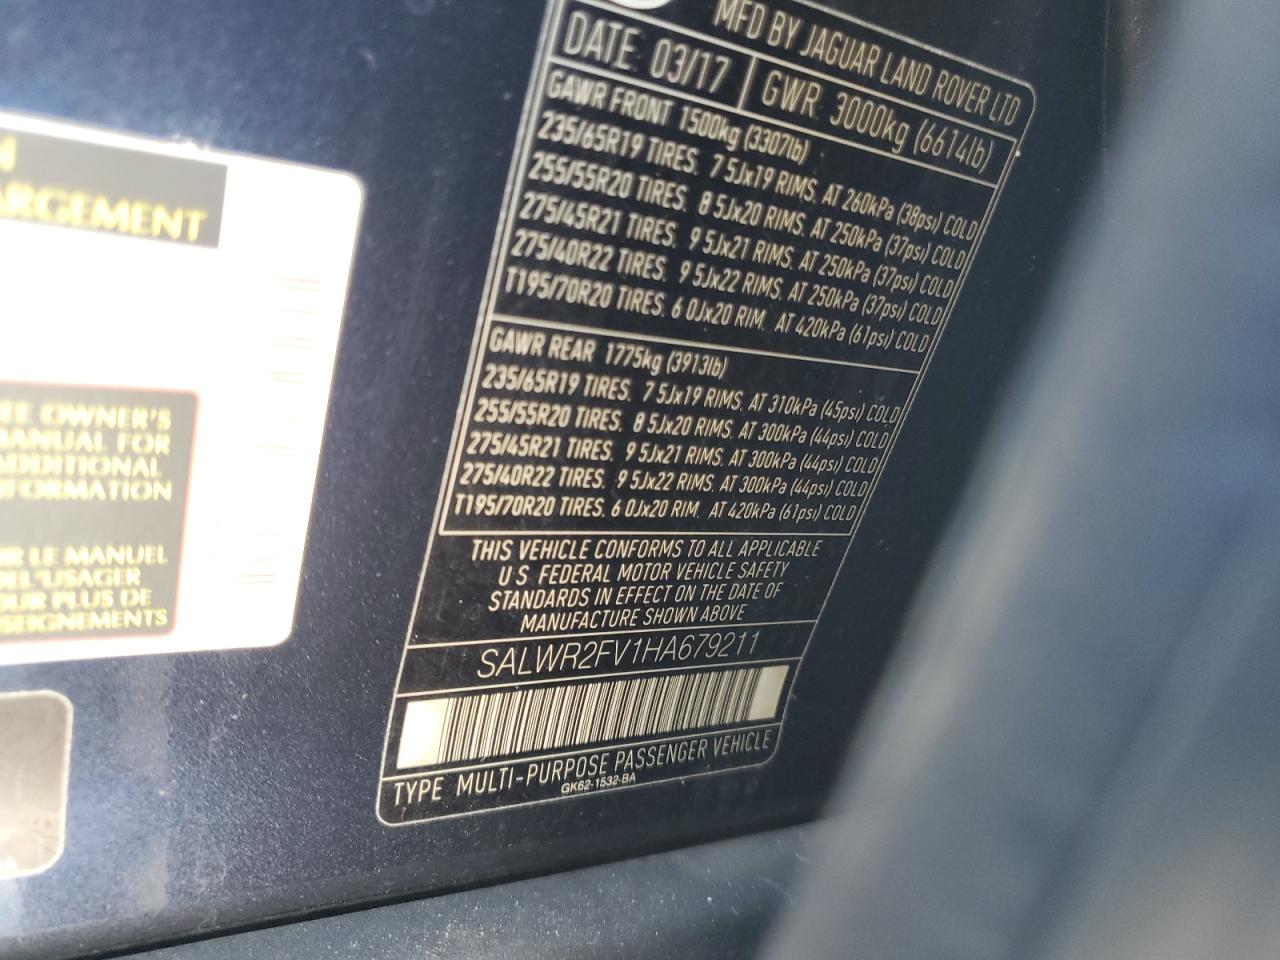 ARGEMENT
EE OWNER'S
MANUAL FOR
ADDITIONAL
FORMATION
R LE MANUEL
DEL'USAGER
OUR PLUS DE
SEIGNEMENTS
MFD BY JAGUAR LAND ROVER LTD
DATE 03/17 GWR 3000kg (6614lb)
GAWR FRONT 1500kg (3307lb)
235/65R19 TIRES. 7 5Jx19 RIMS. AT 260kPa (38psi) COLD
255/55R20 TIRES. 8 5Jx20 RIMS. AT 250kPa (37psi) COLD
275/45R21 TIRES. 9 5Jx21 RIMS. AT 250kPa (37psi) COLD
275/40R22 TIRES. 9 5Jx22 RIMS. AT 250kPa (37psi) COLD
T195/70R20 TIRES. 6 0Jx20 RIM. AT 420kPa (61psi) COLD
GAWR REAR 1775kg (3913lb)
235/65R19 TIRES. 7 5Jx19 RIMS. AT 310kPa (45psi) COLD
255/55R20 TIRES. 8 5Jx20 RIMS. AT 300kPa (44psi) COLD
275/45R21 TIRES. 9 5Jx21 RIMS. AT 300kPa (44psi) COLD
275/40R22 TIRES. 9 5Jx22 RIMS. AT 300kPa (44psi) COLD
T195/70R20 TIRES. 6 0Jx20 RIM. AT 420kPa (61psi) COLD
THIS VEHICLE CONFORMS TO ALL APPLICABLE
U S. FEDERAL MOTOR VEHICLE SAFETY
STANDARDS IN EFFECT ON THE DATE OF
MANUFACTURE SHOWN ABOVE
SALWR2FV1HA679211
TYPE MULTI-PURPOSE PASSENGER VEHICLE
GK62-1532-BA